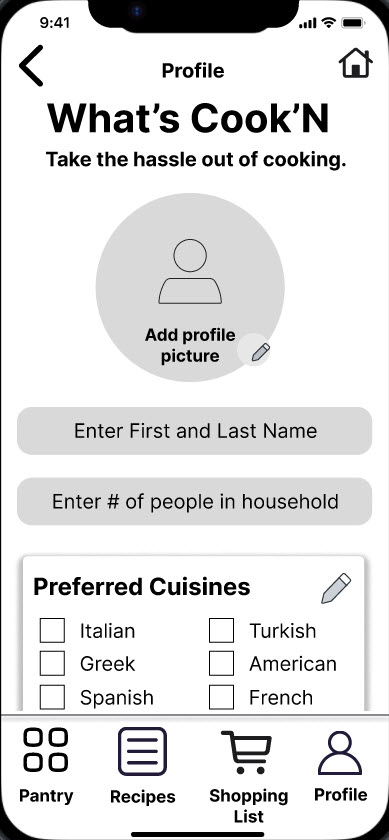 9:41
Profile
What’s Cook’N
Take the hassle out of cooking.
Add profile
picture
Enter First and Last Name
Enter # of people in household
Preferred Cuisines
Italian
Turkish
Greek
American
Spanish
French
Pantry
Recipes
Shopping
List
Profile